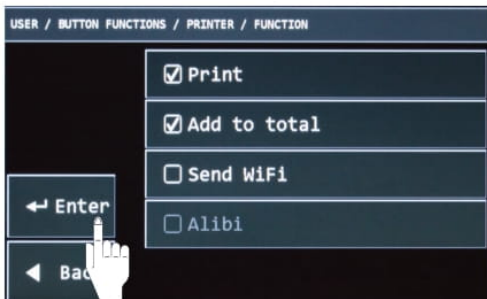 USER / BUTTON FUNCTIONS / PRINTER / FUNCTION
Print
Add to total
Send WiFi
Enter
Alibi